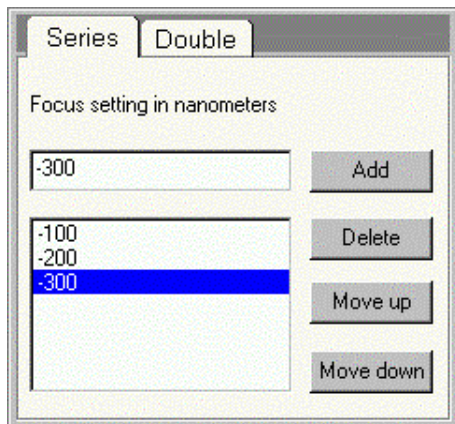 Series Double
Focus setting in nanometers
-300 Add
-100
-200
-300
Delete
Move up
Move down